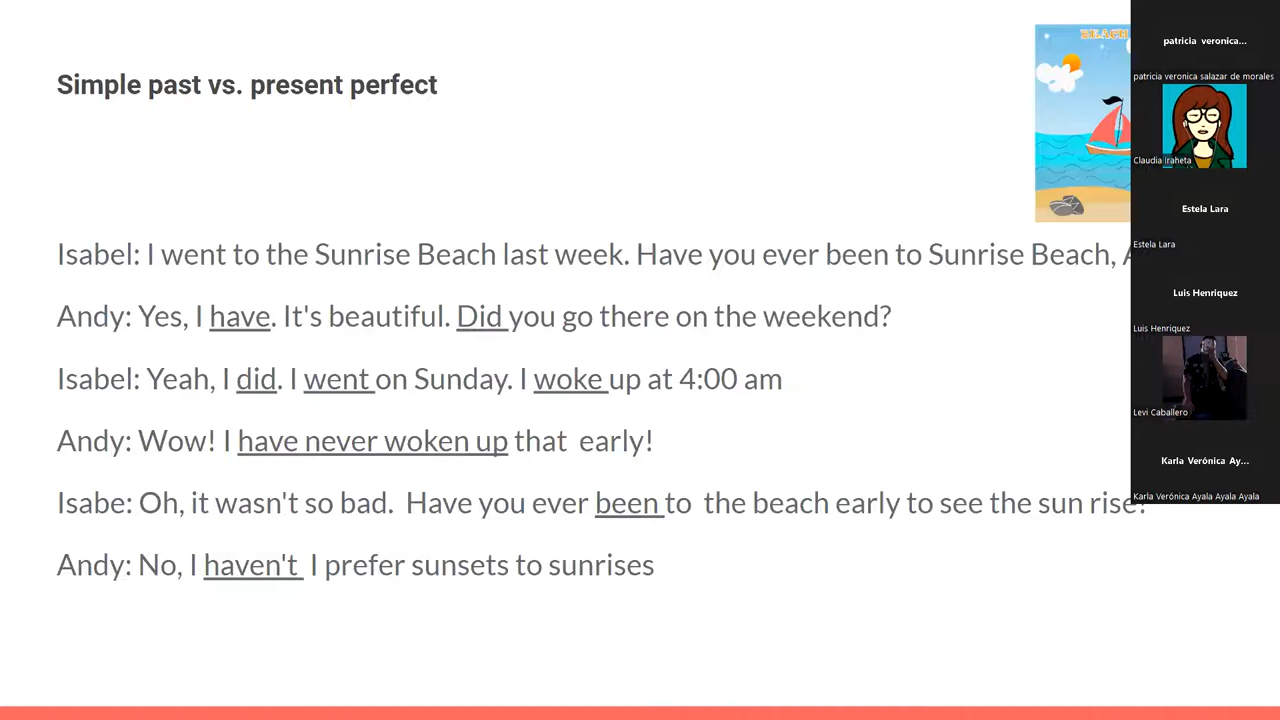 Simple past vs. present perfect
BEACH
Isabel: I went to the Sunrise Beach last week. Have you ever been to Sunrise Beach,
Andy: Yes, I have. It's beautiful. Did you go there on the weekend?
Isabel: Yeah, I did. I went on Sunday. I woke up at 4:00 am
Andy: Wow! I have never woken up that early!
Isabe: Oh, it wasn't so bad. Have you ever been to the beach early to see the sun rise?
Andy: No, I haven't I prefer sunsets to sunrises
patricia veronica...
patricia veronica salazar de morales
Claudia Iraheta
Estela Lara
Estela Lara
Luis Henriquez
Luis Henriquez
Levi Caballero
Karla Verónica Ay...
Karla Verónica Ayala Ayala Ayala